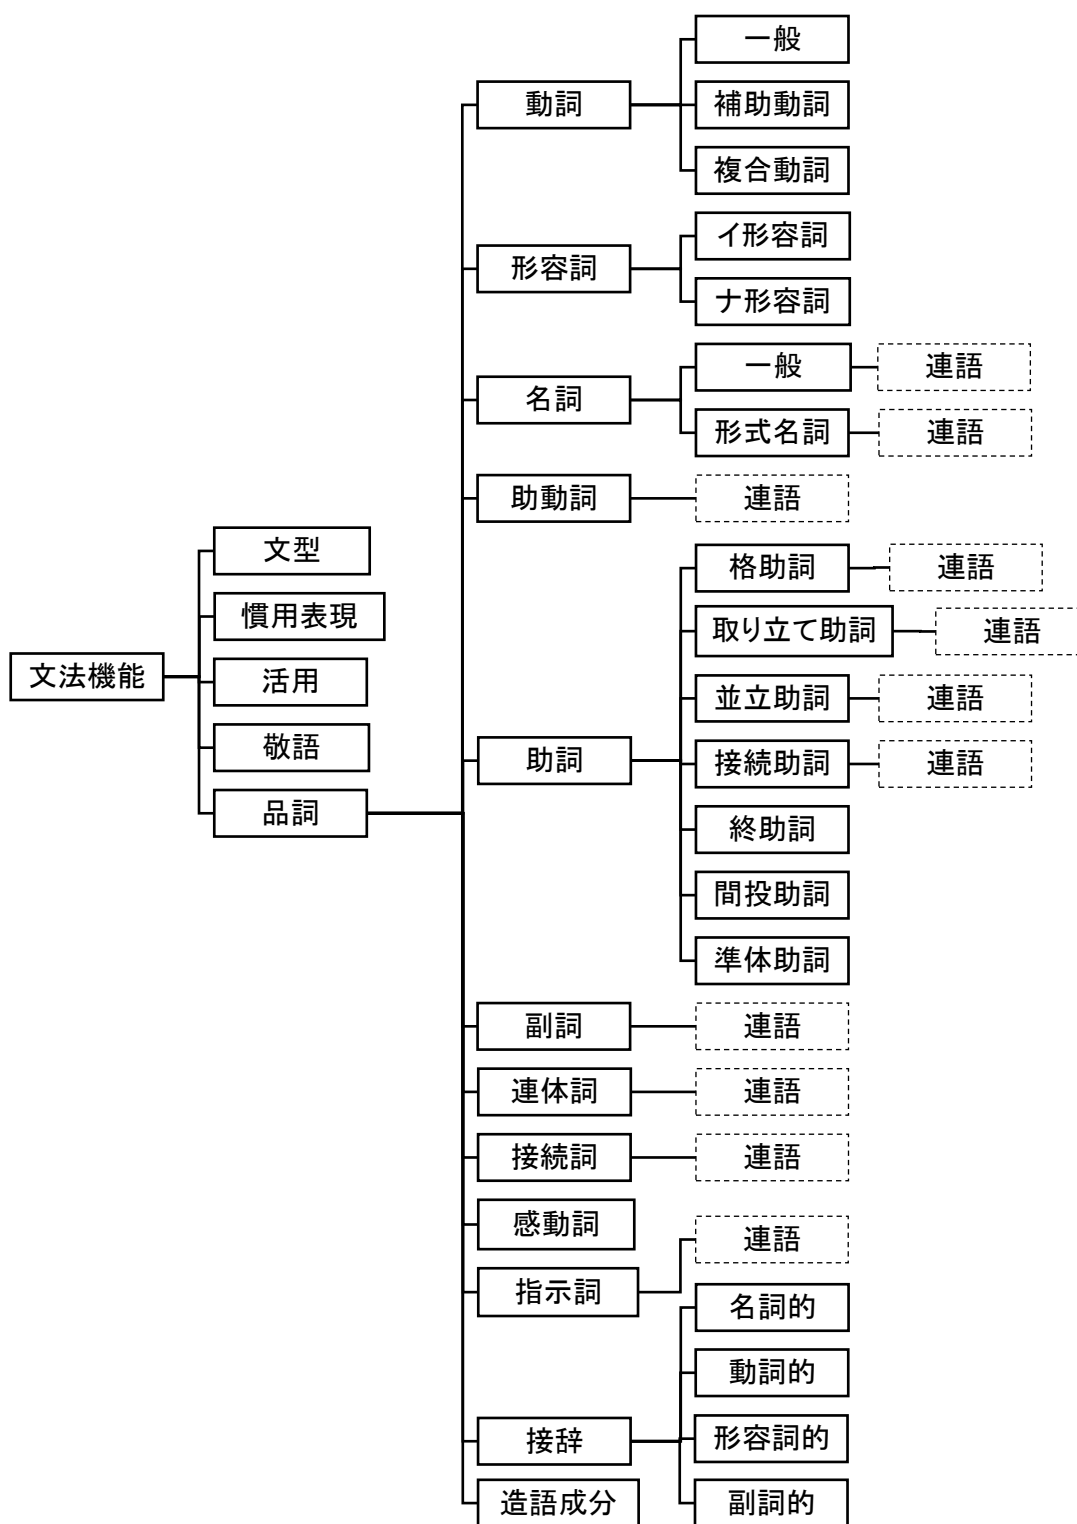 文法機能
文型
慣用表現
活用
敬語
品詞
動詞
一般
補助動詞
複合動詞
形容詞
イ形容詞
ナ形容詞
名詞
一般
連語
形式名詞
連語
助動詞
連語
助詞
格助詞
連語
取り立て助詞
連語
並立助詞
連語
接続助詞
連語
終助詞
間投助詞
準体助詞
副詞
連語
連体詞
連語
接続詞
連語
感動詞
指示詞
連語
接辞
名詞的
動詞的
形容詞的
副詞的
造語成分